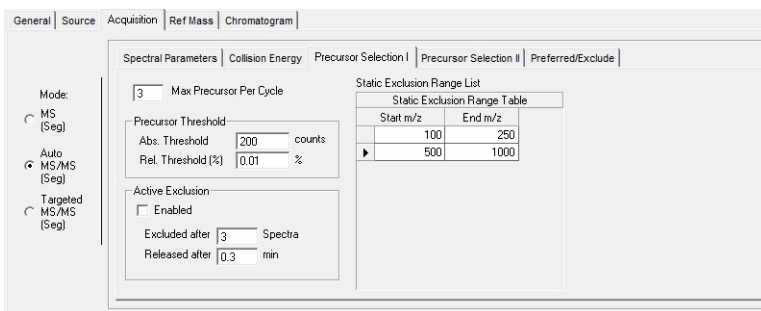 General Source Acquisition Ref Mass Chromatogram
Spectral Parameters Collision Energy Precursor Selection I Precursor Selection II Preferred/Exclude
Mode:
MS
(Seg)
Auto
MS/MS
(Seg)
Targeted
MS/MS
(Seg)
3 Max Precursor Per Cycle
Precursor Threshold
Abs. Threshold 200 counts
Rel. Threshold (%) 0.01 %
Active Exclusion
Enabled
Excluded after 3 Spectra
Released after 0.3 min
Static Exclusion Range List
Static Exclusion Range Table
Start m/z End m/z
100 250
500 1000